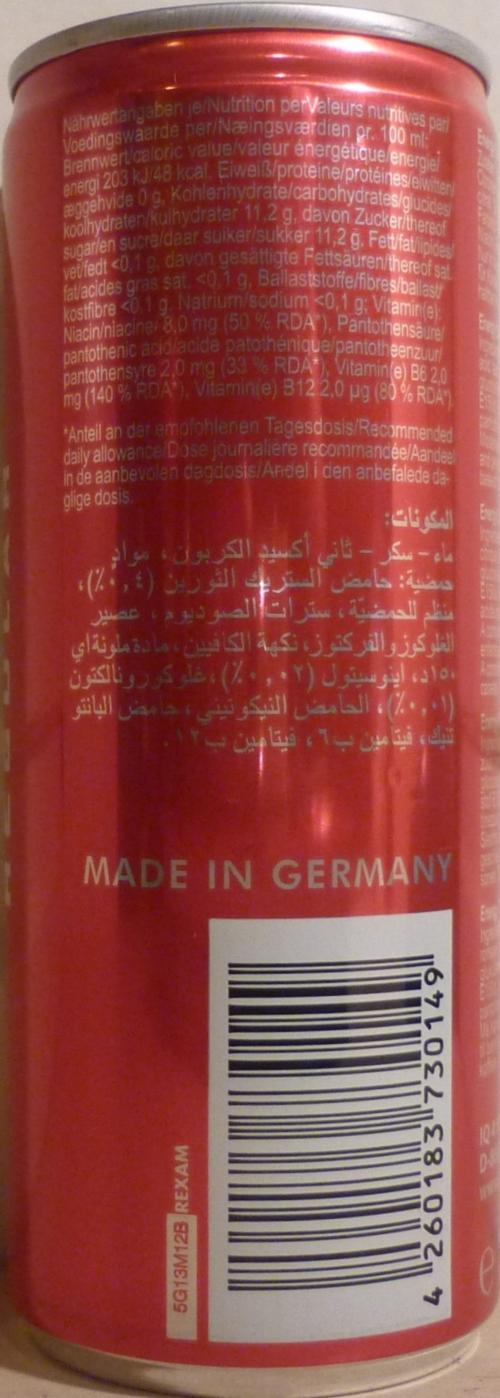 Nährwertangaben je/Nutrition per/Valeurs nutritives par/
Voedingswaarde per/Næringsværdien pr. 100 ml:
Brennwert/caloric value/valeur énergétique/energie/
energi 203 kJ/48 kcal. Eiweiß/proteine/protéines/eiwitten/
æggehvide 0 g, Kohlenhydrate/carbohydrates/glucides/
koolhydraten/kulhydrater 11,2 g, davon Zucker/thereof
sugar/en sucre/daar suiker/sukker 11,2 g. Fett/fat/lipides/
vet/fedt <0,1 g, davon gesättigte Fettsäuren/thereof sat.
fat/acides gras sat. <0,1 g, Ballaststoffe/fibres/ballast/
kostfibre <0,1 g, Natrium/sodium <0,1 g; Vitamin(e):
Niacin/niacine/ 8,0 mg (50 % RDA*), Pantothensäure/
pantothenic acid/acide patothénique/pantotheenzuur/
pantothensyre 2,0 mg (33 % RDA*), Vitamin(e) B6 2,0
mg (140 % RDA*), Vitamin(e) B12 2,0 µg (80 % RDA*)
*Anteil an der empfohlenen Tagesdosis/Recommended
daily allowance/Dose journalière recommandée/Aandeel
in de aanbevolen dagdosis/Andel i den anbefalede da-
glige dosis.
المكونات:
ماء - سكر - ثاني أكسيد الكربون، مواد
حمضية: حامض الستريك التورين (٠,٤٪)،
منظم للحمضيّة، سترات الصوديوم، عصير
الغلوكوز والفركتوز، نكهة الكافيين، مادة ملونة اي
١٥٠د، اينوسيتول (٠,٠٢٪)، غلوكورونالكتون
(٠,٠١٪)، الحامض النيكوتيني، حامض البانتو
تنيك، فيتامين ب٦، فيتامين ب١٢.
MADE IN GERMANY
4 260183 730149
5G13M12B REXAM